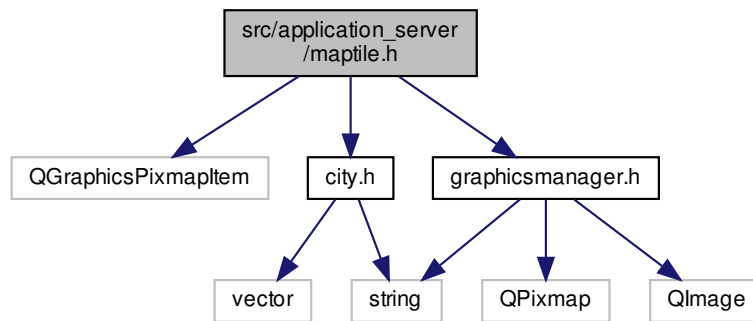 src/application_server
/maptile.h
QGraphicsPixmapItem
city.h
graphicsmanager.h
vector
string
QPixmap
QImage